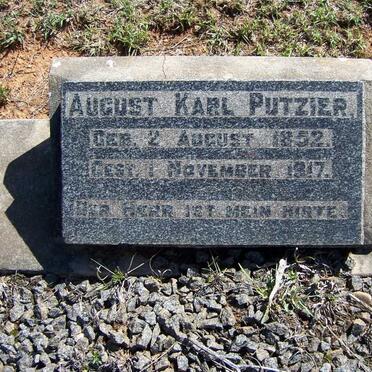 AUGUST KARL PUTZIER,
GEB. 2. AUGUST 1852.
GEST. 1. NOVEMBER 1917.
DER HERR IST MEIN HIRTE.